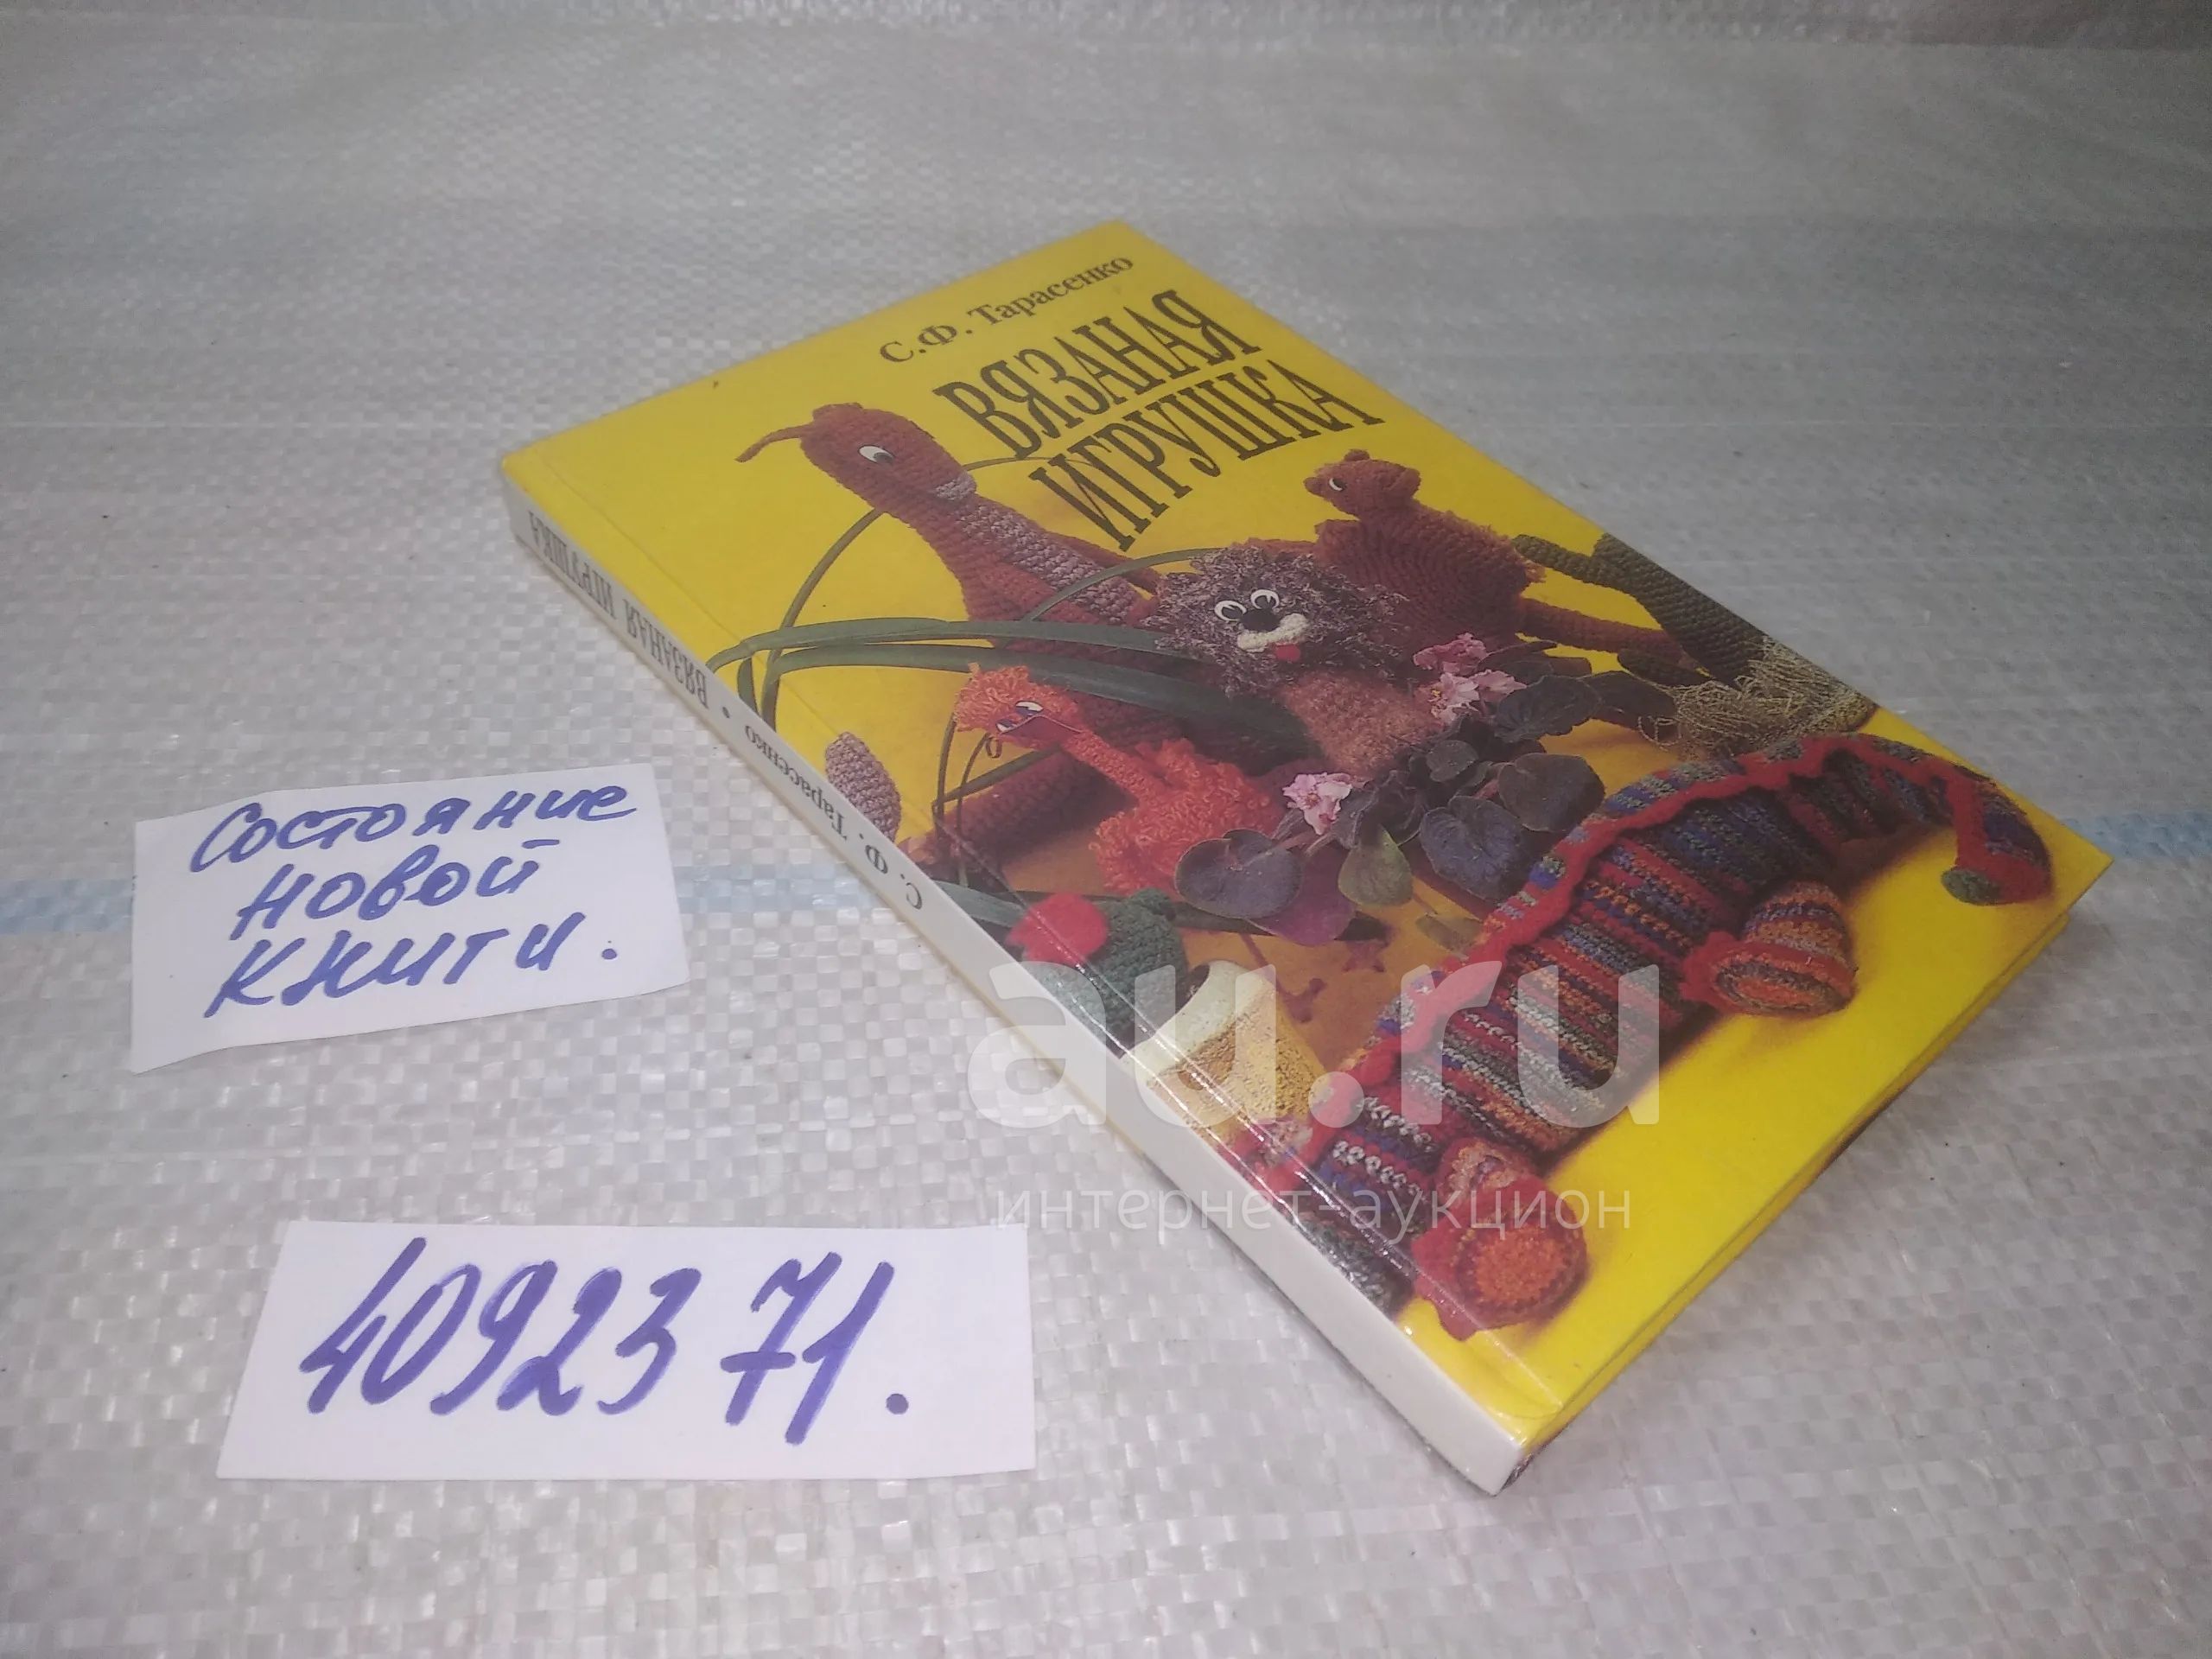 С.Ф. Тарасенко
ВЯЗАНАЯ
ИГРУШКА
С. Ф. Тарасенко • ВЯЗАНАЯ ИГРУШКА
Состояние
новой
книги.
4092371.
au.ru
интернет-аукцион